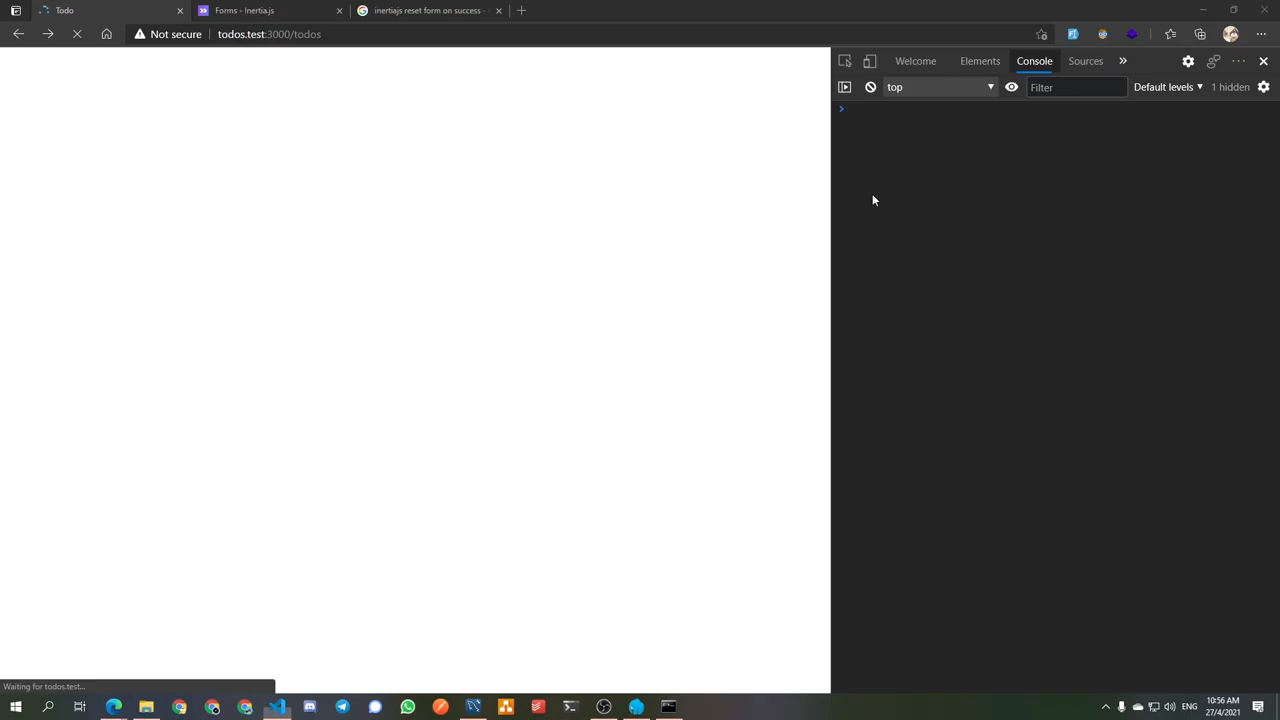 Todo
Forms - Inertia.js
inertiajs reset form on success -
Not secure
todos.test:3000/todos
Welcome
Elements
Console
Sources
top
Filter
Default levels
1 hidden
Waiting for todos.test...
ENG
10:56 AM
27/4/2021